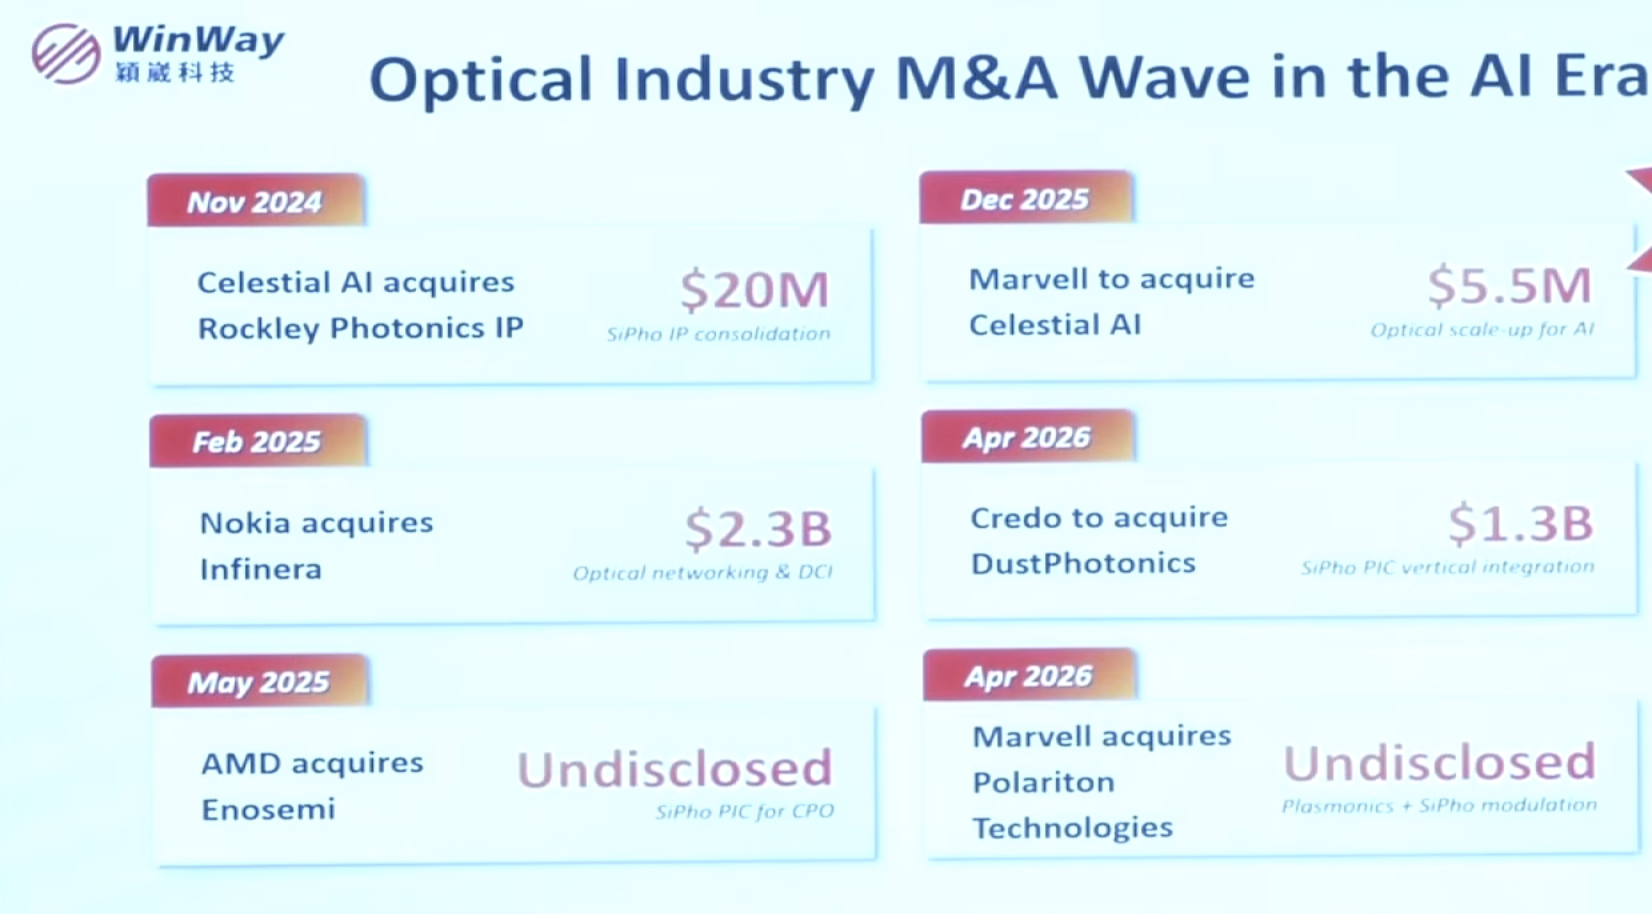 WinWay
穎崴科技
Optical Industry M&A Wave in the AI Era
Nov 2024
Celestial AI acquires
Rockley Photonics IP
$20M
SiPho IP consolidation
Feb 2025
Nokia acquires
Infinera
$2.3B
Optical networking & DCI
May 2025
AMD acquires
Enosemi
Undisclosed
SiPho PIC for CPO
Dec 2025
Marvell to acquire
Celestial AI
$5.5M
Optical scale-up for AI
Apr 2026
Credo to acquire
DustPhotonics
$1.3B
SiPho PIC vertical integration
Apr 2026
Marvell acquires
Polariton
Technologies
Undisclosed
Plasmonics + SiPho modulation